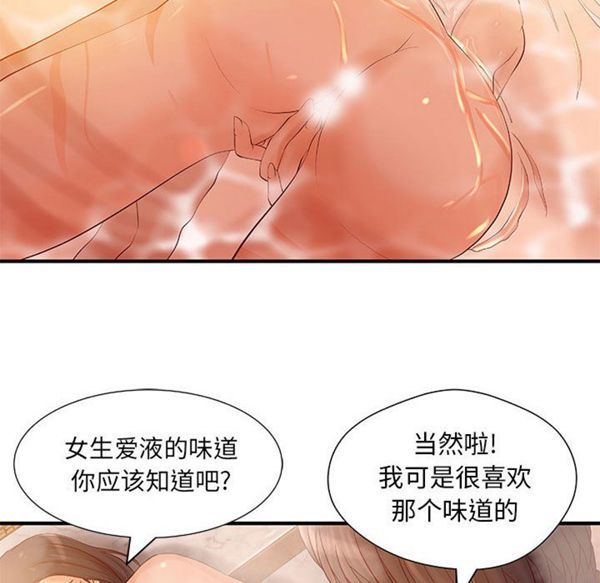 女生爱液的味道
你应该知道吧?
当然啦!
我可是很喜欢
那个味道的